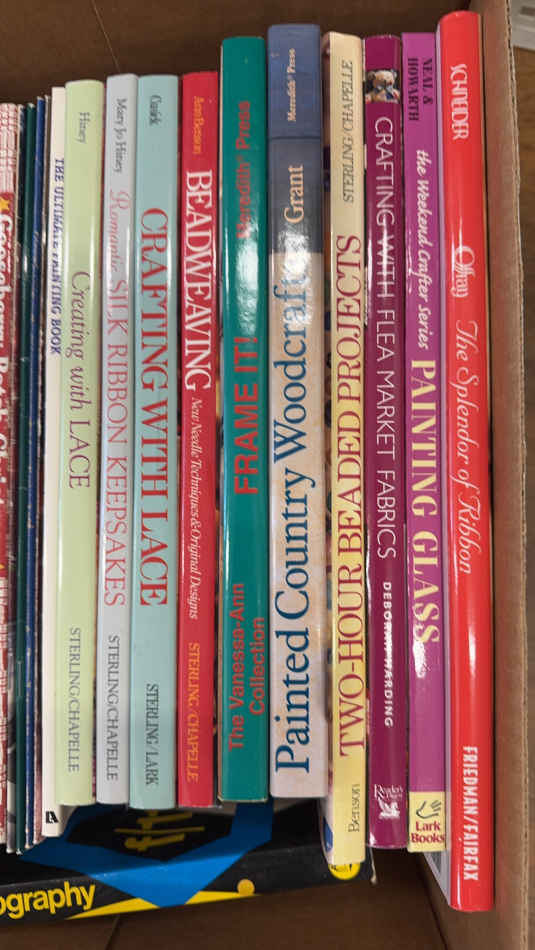 THE ULTIMATE PAINTING BOOK
Hiney
Creating with LACE
STERLING/CHAPELLE
Mary Jo Hiney
Romantic SILK RIBBON KEEPSAKES
STERLING/CHAPELLE
Cusick
CRAFTING WITH LACE
STERLING/LARK
Ann Benson
BEADWEAVING
New Needle Techniques & Original Designs
STERLING/CHAPELLE
The Vanessa-Ann
Collection
FRAME IT!
Meredith® Press
Meredith® Press
Painted Country Woodcraft
Grant
Benson
TWO-HOUR BEADED PROJECTS
STERLING/CHAPELLE
CRAFTING WITH FLEA MARKET FABRICS
DEBORAH HARDING
Reader's
NEAL &
HOWARTH
the Weekend Crafter Series
PAINTING GLASS
Lark
Books
Offray
The Splendor of Ribbon
FRIEDMAN/FAIRFAX
ography